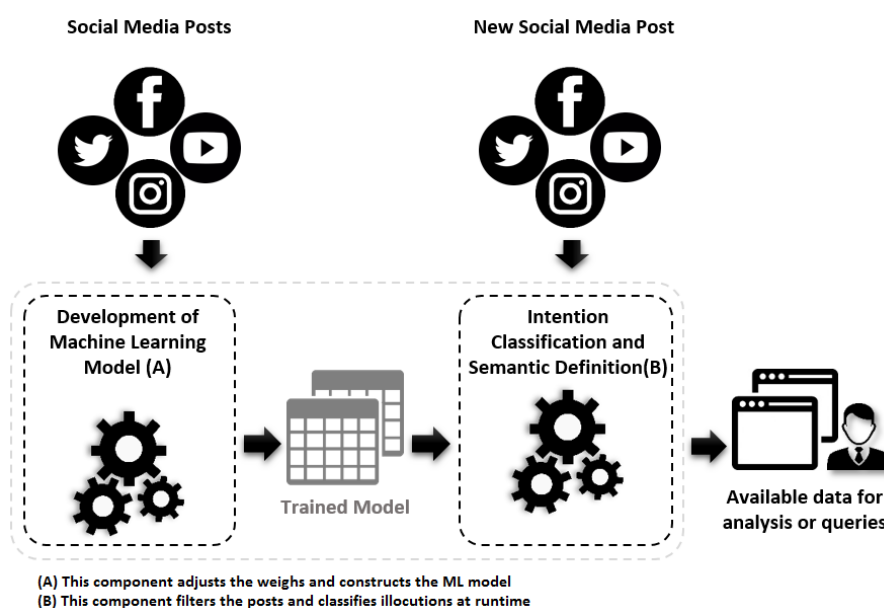 Social Media Posts
New Social Media Post
Development of
Machine Learning
Model (A)
Intention
Classification and
Semantic Definition(B)
Trained Model
Available data for
analysis or queries
(A) This component adjusts the weighs and constructs the ML model
(B) This component filters the posts and classifies illocutions at runtime